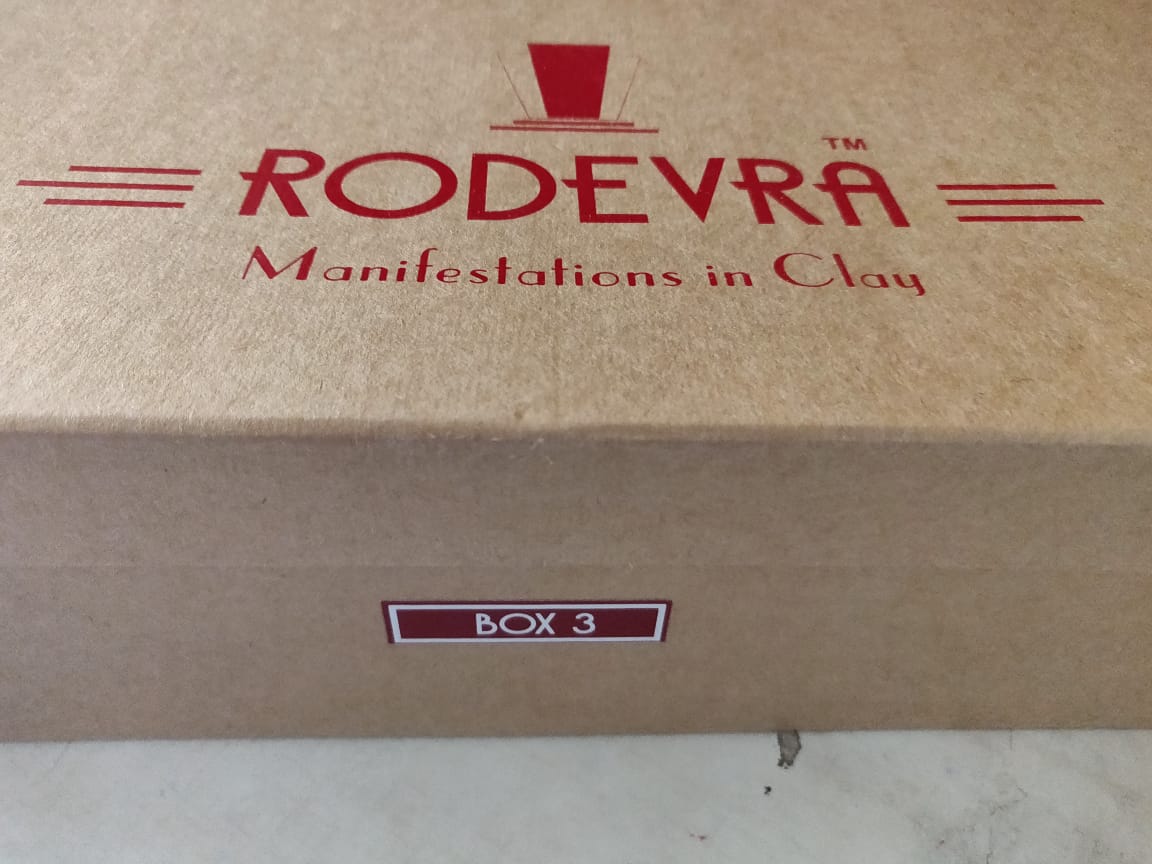 RODEVRA™
Manifestations in Clay
BOX 3